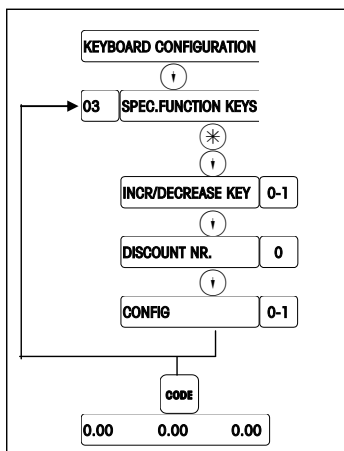 KEYBOARD CONFIGURATION
03 SPEC.FUNCTION KEYS
INCR/DECREASE KEY 0-1
DISCOUNT NR. 0
CONFIG 0-1
CODE
0.00 0.00 0.00